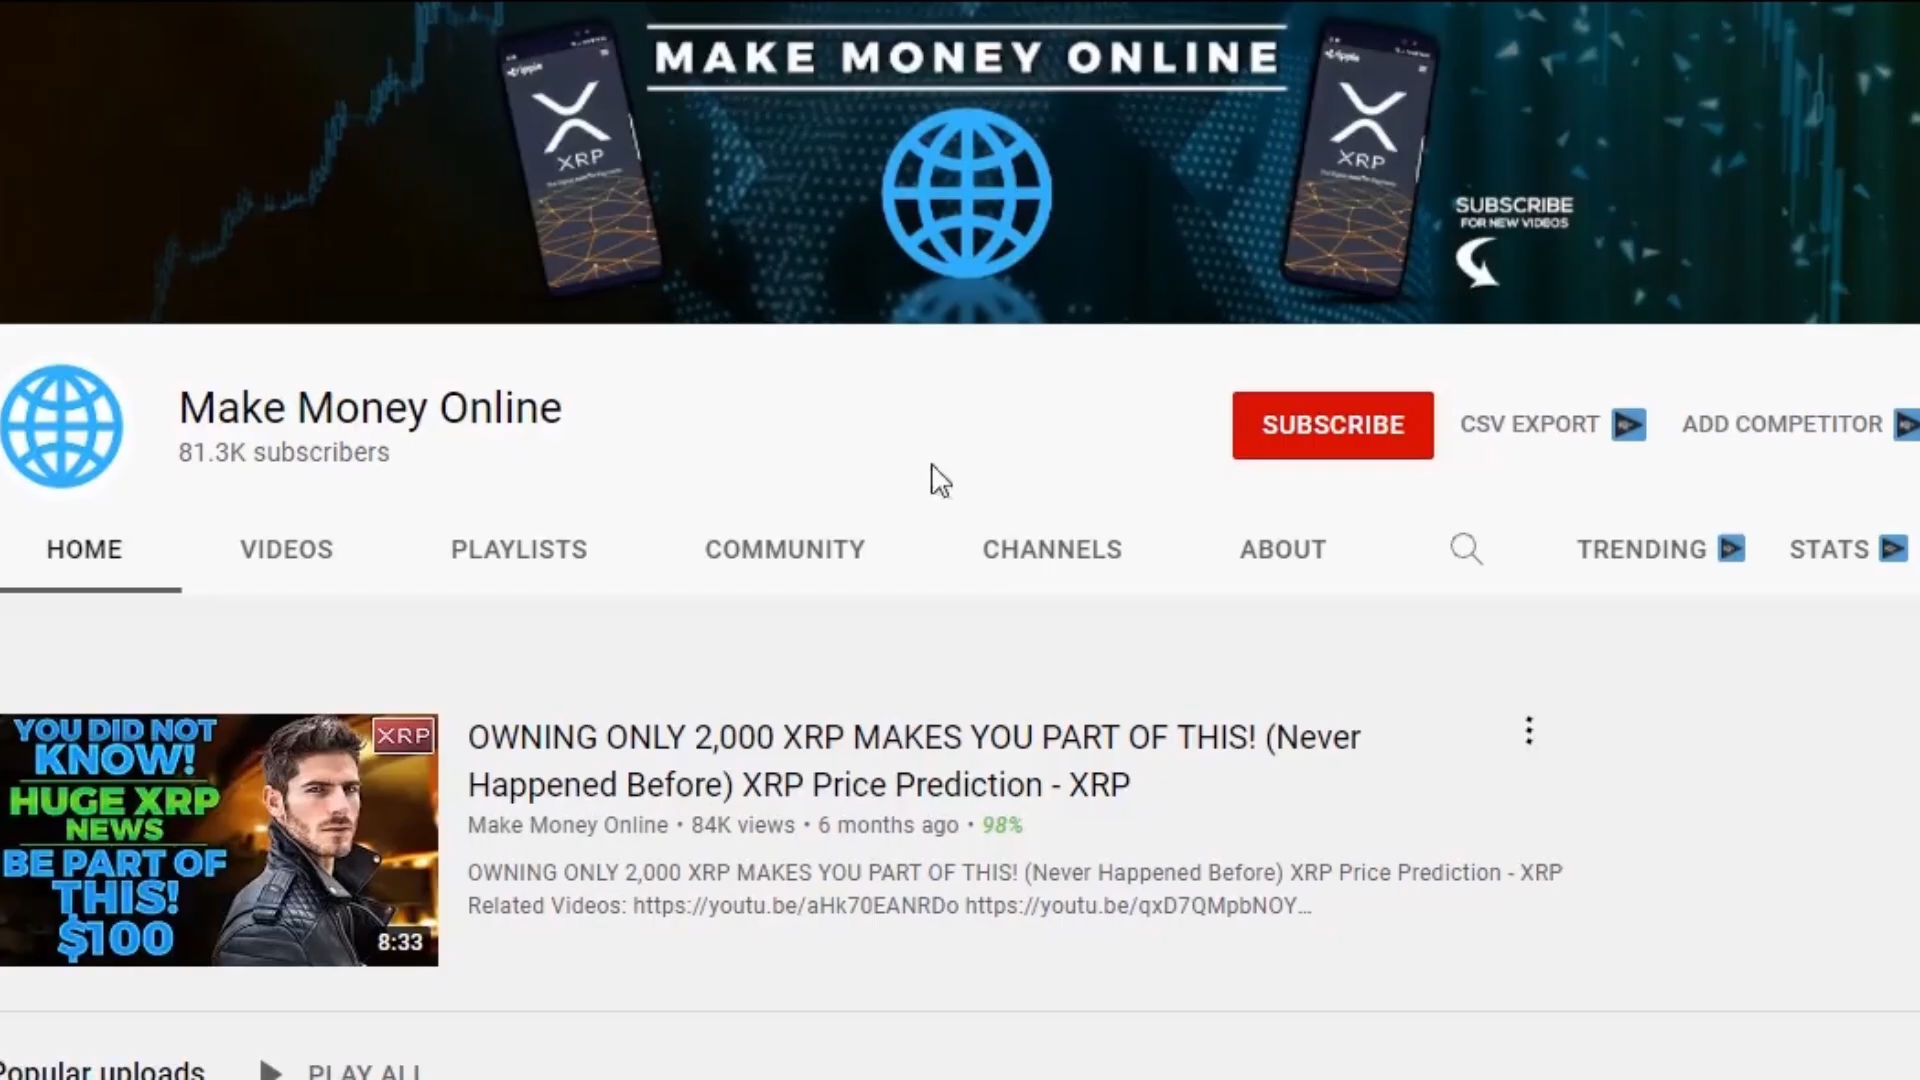 MAKE MONEY ONLINE
ripple
XRP
ripple
XRP
SUBSCRIBE
FOR NEW VIDEOS
Make Money Online
81.3K subscribers
SUBSCRIBE
CSV EXPORT
ADD COMPETITOR
HOME
VIDEOS
PLAYLISTS
COMMUNITY
CHANNELS
ABOUT
TRENDING
STATS
YOU DID NOT
KNOW!
HUGE XRP
NEWS
BE PART OF
THIS!
$100
XRP
8:33
OWNING ONLY 2,000 XRP MAKES YOU PART OF THIS! (Never
Happened Before) XRP Price Prediction - XRP
Make Money Online • 84K views • 6 months ago • 98%
OWNING ONLY 2,000 XRP MAKES YOU PART OF THIS! (Never Happened Before) XRP Price Prediction - XRP
Related Videos: https://youtu.be/aHk70EANRDo https://youtu.be/qxD7QMpbNOY...
Popular uploads
PLAY ALL